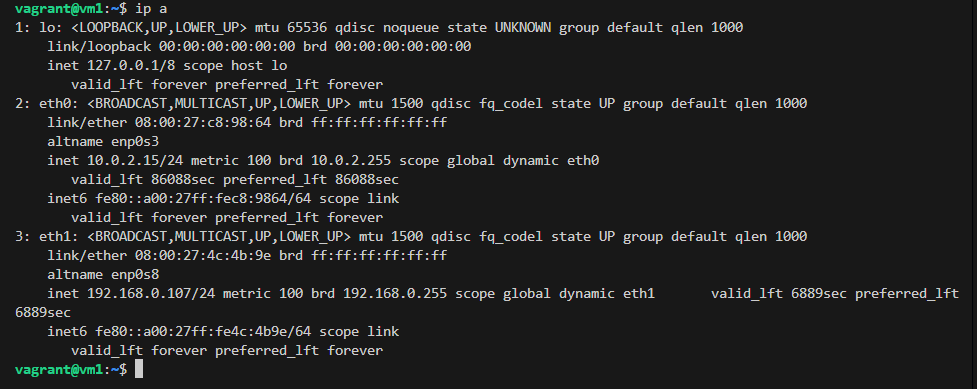 vagrant@vm1:~$ ip a
1: lo: <LOOPBACK,UP,LOWER_UP> mtu 65536 qdisc noqueue state UNKNOWN group default qlen 1000
    link/loopback 00:00:00:00:00:00 brd 00:00:00:00:00:00
    inet 127.0.0.1/8 scope host lo
       valid_lft forever preferred_lft forever
2: eth0: <BROADCAST,MULTICAST,UP,LOWER_UP> mtu 1500 qdisc fq_codel state UP group default qlen 1000
    link/ether 08:00:27:c8:98:64 brd ff:ff:ff:ff:ff:ff
    altname enp0s3
    inet 10.0.2.15/24 metric 100 brd 10.0.2.255 scope global dynamic eth0
       valid_lft 86088sec preferred_lft 86088sec
    inet6 fe80::a00:27ff:fec8:9864/64 scope link
       valid_lft forever preferred_lft forever
3: eth1: <BROADCAST,MULTICAST,UP,LOWER_UP> mtu 1500 qdisc fq_codel state UP group default qlen 1000
    link/ether 08:00:27:4c:4b:9e brd ff:ff:ff:ff:ff:ff
    altname enp0s8
    inet 192.168.0.107/24 metric 100 brd 192.168.0.255 scope global dynamic eth1       valid_lft 6889sec preferred_lft
6889sec
    inet6 fe80::a00:27ff:fe4c:4b9e/64 scope link
       valid_lft forever preferred_lft forever
vagrant@vm1:~$